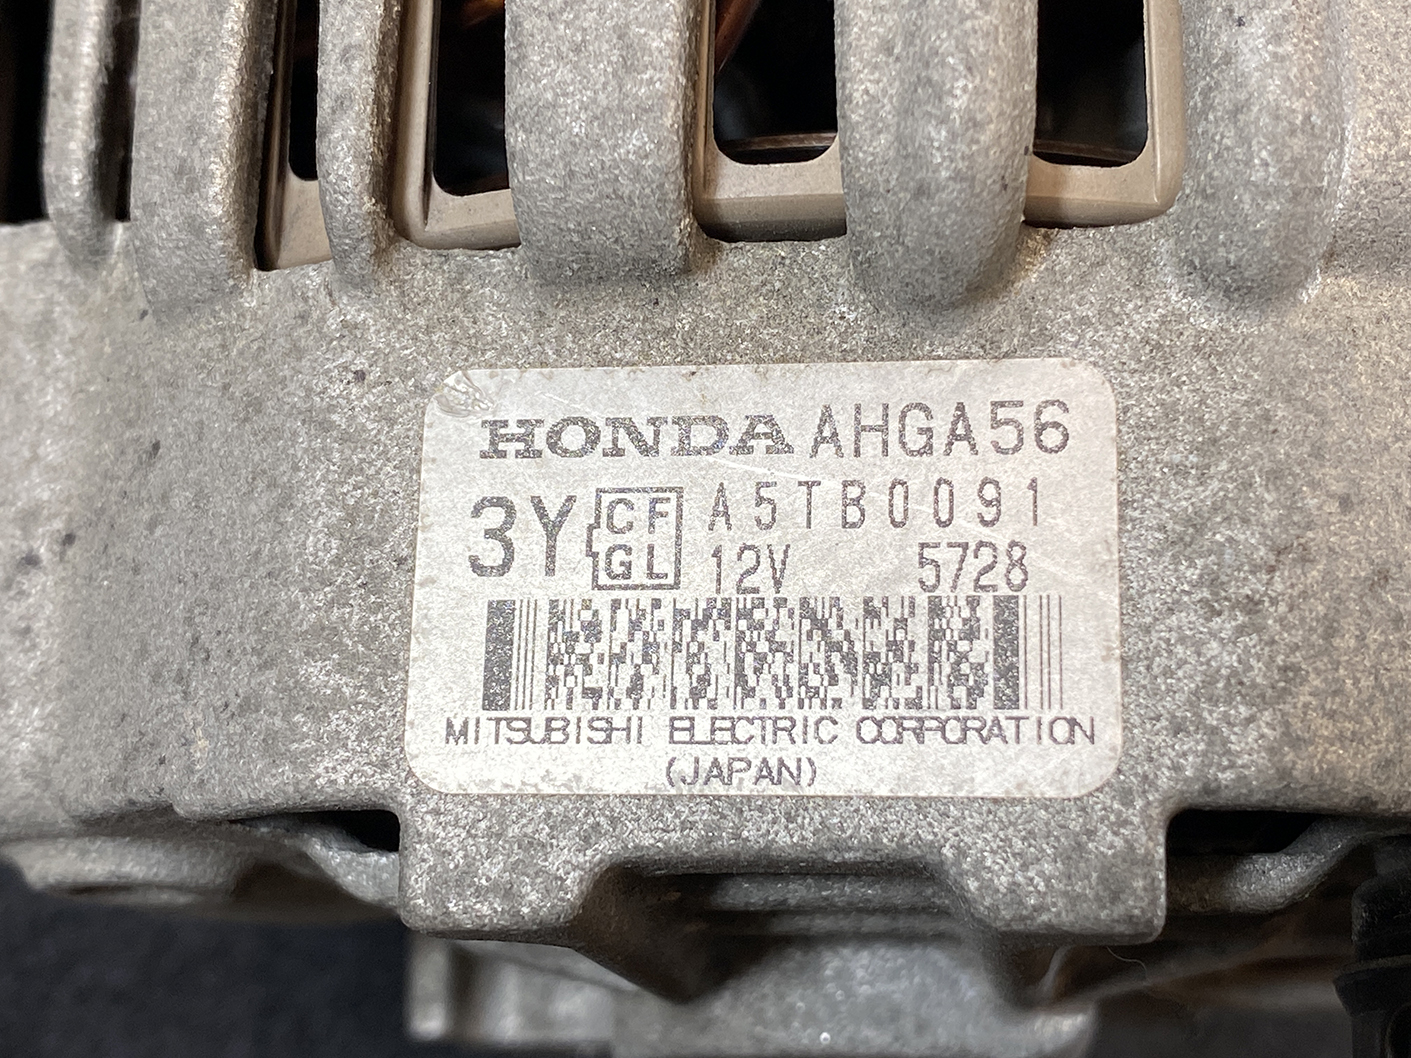 HONDA AHGA56
3Y CF GL A5TB0091
12V 5728
MITSUBISHI ELECTRIC CORPORATION
(JAPAN)